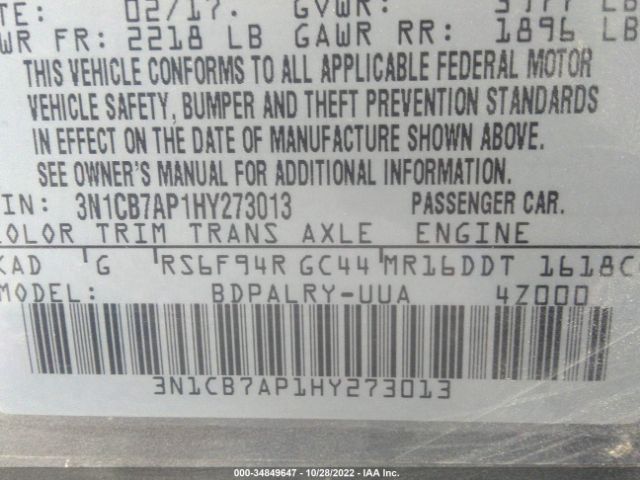 TE: 02/17. GVWR: LB
WR FR: 2218 LB GAWR RR: 1896 LB
THIS VEHICLE CONFORMS TO ALL APPLICABLE FEDERAL MOTOR
VEHICLE SAFETY, BUMPER AND THEFT PREVENTION STANDARDS
IN EFFECT ON THE DATE OF MANUFACTURE SHOWN ABOVE.
SEE OWNER'S MANUAL FOR ADDITIONAL INFORMATION.
IN: 3N1CB7AP1HY273013 PASSENGER CAR.
COLOR TRIM TRANS AXLE ENGINE
KAD G RS6F94R GC44 MR16DDT 1618C
MODEL: BDPALRY-UUA 4Z000
3N1CB7AP1HY273013
000-34849647 - 10/28/2022 - IAA Inc.